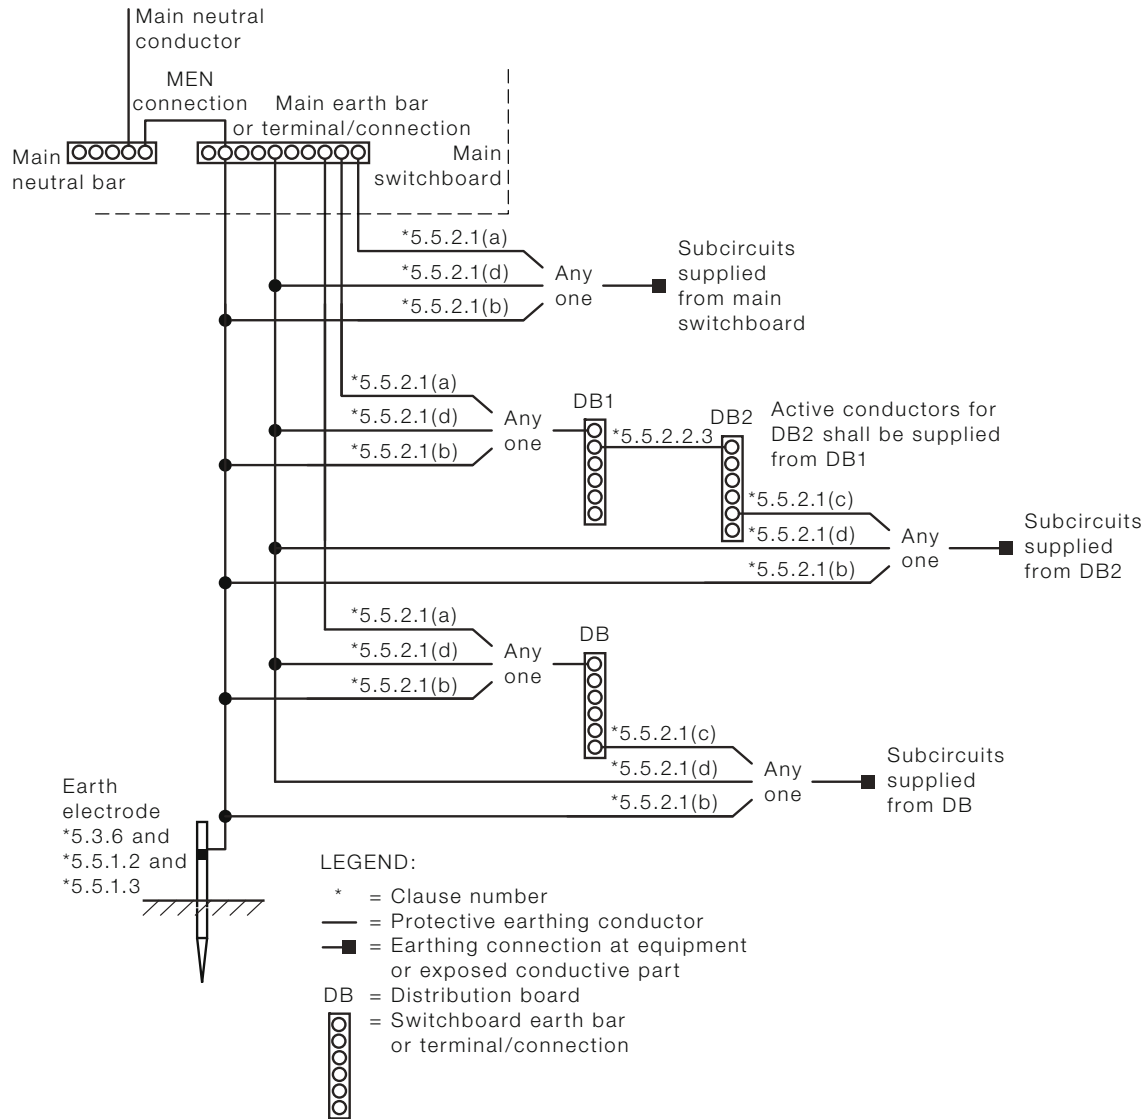 Main neutral
conductor
MEN
connection
Main earth bar
or terminal/connection
Main
neutral bar
Main
switchboard
*5.5.2.1(a)
*5.5.2.1(d)
*5.5.2.1(b)
Any
one
Subcircuits
supplied
from main
switchboard
*5.5.2.1(a)
*5.5.2.1(d)
*5.5.2.1(b)
Any
one
DB1
*5.5.2.2.3
DB2
Active conductors for
DB2 shall be supplied
from DB1
*5.5.2.1(c)
*5.5.2.1(d)
*5.5.2.1(b)
Any
one
Subcircuits
supplied
from DB2
*5.5.2.1(a)
*5.5.2.1(d)
*5.5.2.1(b)
Any
one
DB
*5.5.2.1(c)
*5.5.2.1(d)
*5.5.2.1(b)
Any
one
Subcircuits
supplied
from DB
Earth
electrode
*5.3.6 and
*5.5.1.2 and
*5.5.1.3
LEGEND:
* = Clause number
= Protective earthing conductor
= Earthing connection at equipment
or exposed conductive part
DB = Distribution board
= Switchboard earth bar
or terminal/connection